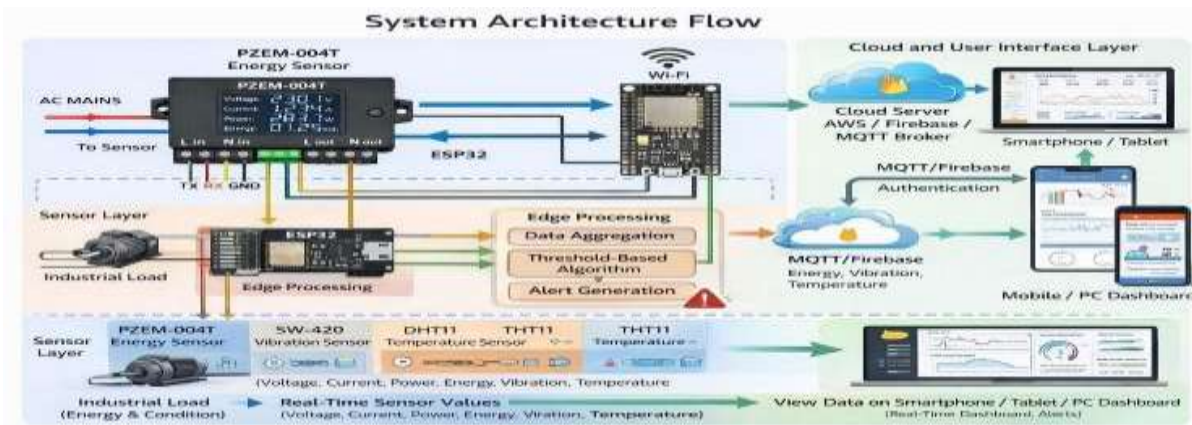 System Architecture Flow
PZEM-004T
Energy Sensor
PZEM-004T
Voltage
Current
Power:
Energy
AC MAINS
To Sensor
L in
N in
L out
N out
TX RX GND
ESP32
Wi-Fi
Cloud and User Interface Layer
Cloud Server
AWS / Firebase /
MQTT Broker
Smartphone / Tablet
MQTT/Firebase
Authentication
Sensor Layer
Industrial Load
ESP32
Edge Processing
Edge Processing
Data Aggregation
Threshold-Based
Algorithm
Alert Generation
MQTT/Firebase
Energy, Vibration,
Temperature
Mobile / PC Dashboard
Sensor
Layer
PZEM-004T
Energy Sensor
SW-420
Vibration Sensor
DHT11 THT11
Temperature Sensor
THT11
Temperature
(Voltage, Current, Power, Energy, Vibration, Temperature
Industrial Load
(Energy & Condition)
Real-Time Sensor Values
(Voltage, Current, Power, Energy, Viration, Temperature)
View Data on Smartphone / Tablet / PC Dashboard
(Real-Time Dashboard, Alerts)